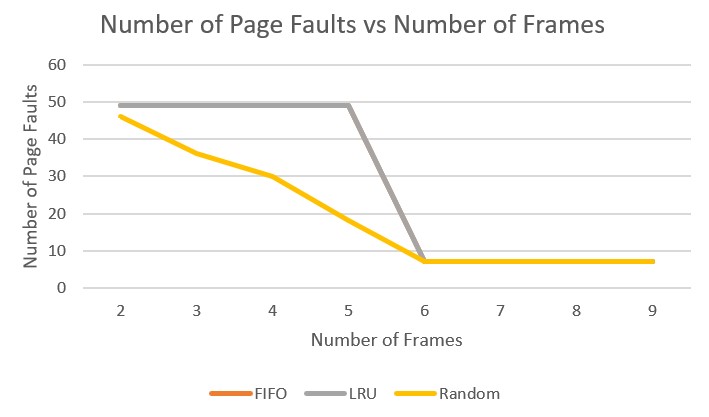 Number of Page Faults vs Number of Frames
Number of Page Faults
60
50
40
30
20
10
0
2 3 4 5 6 7 8 9
Number of Frames
FIFO LRU Random